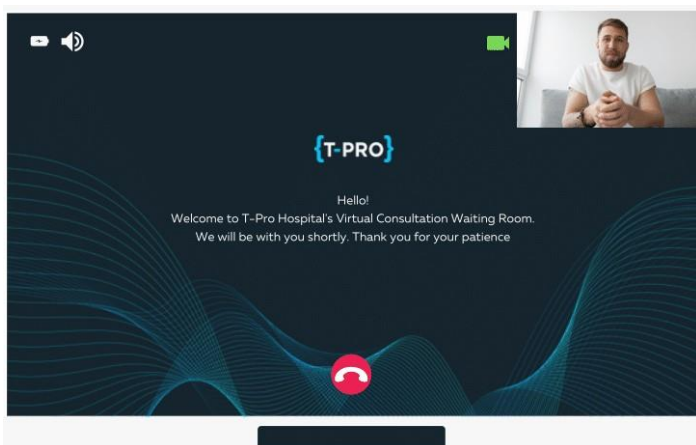 {T-PRO}
Hello!
Welcome to T-Pro Hospital's Virtual Consultation Waiting Room.
We will be with you shortly. Thank you for your patience